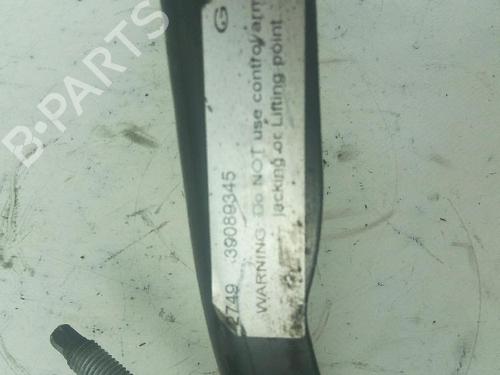 G
2749 39089345
WARNING: Do NOT use control arm
jacking or Lifting point
B-PARTS